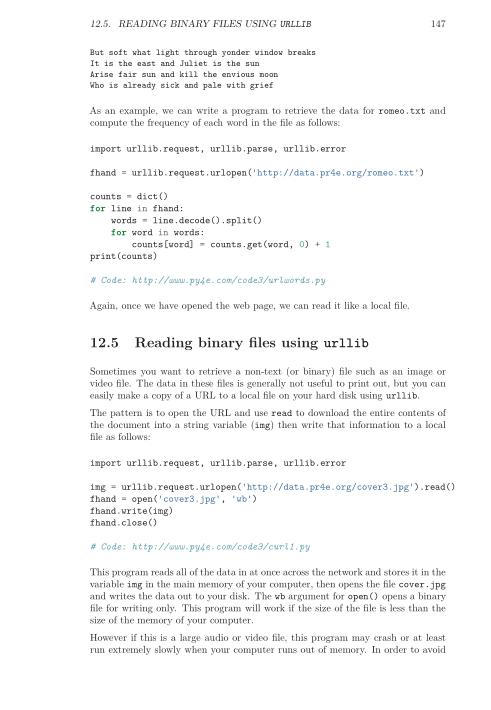 12.5. READING BINARY FILES USING URLLIB 147
But soft what light through yonder window breaks
It is the east and Juliet is the sun
Arise fair sun and kill the envious moon
Who is already sick and pale with grief
As an example, we can write a program to retrieve the data for romeo.txt and
compute the frequency of each word in the file as follows:
import urllib.request, urllib.parse, urllib.error
fhand = urllib.request.urlopen('http://data.pr4e.org/romeo.txt')
counts = dict()
for line in fhand:
    words = line.decode().split()
    for word in words:
        counts[word] = counts.get(word, 0) + 1
print(counts)
# Code: http://www.py4e.com/code3/urlwords.py
Again, once we have opened the web page, we can read it like a local file.
12.5 Reading binary files using urllib
Sometimes you want to retrieve a non-text (or binary) file such as an image or
video file. The data in these files is generally not useful to print out, but you can
easily make a copy of a URL to a local file on your hard disk using urllib.
The pattern is to open the URL and use read to download the entire contents of
the document into a string variable (img) then write that information to a local
file as follows:
import urllib.request, urllib.parse, urllib.error
img = urllib.request.urlopen('http://data.pr4e.org/cover3.jpg').read()
fhand = open('cover3.jpg', 'wb')
fhand.write(img)
fhand.close()
# Code: http://www.py4e.com/code3/curl1.py
This program reads all of the data in at once across the network and stores it in the
variable img in the main memory of your computer, then opens the file cover.jpg
and writes the data out to your disk. The wb argument for open() opens a binary
file for writing only. This program will work if the size of the file is less than the
size of the memory of your computer.
However if this is a large audio or video file, this program may crash or at least
run extremely slowly when your computer runs out of memory. In order to avoid